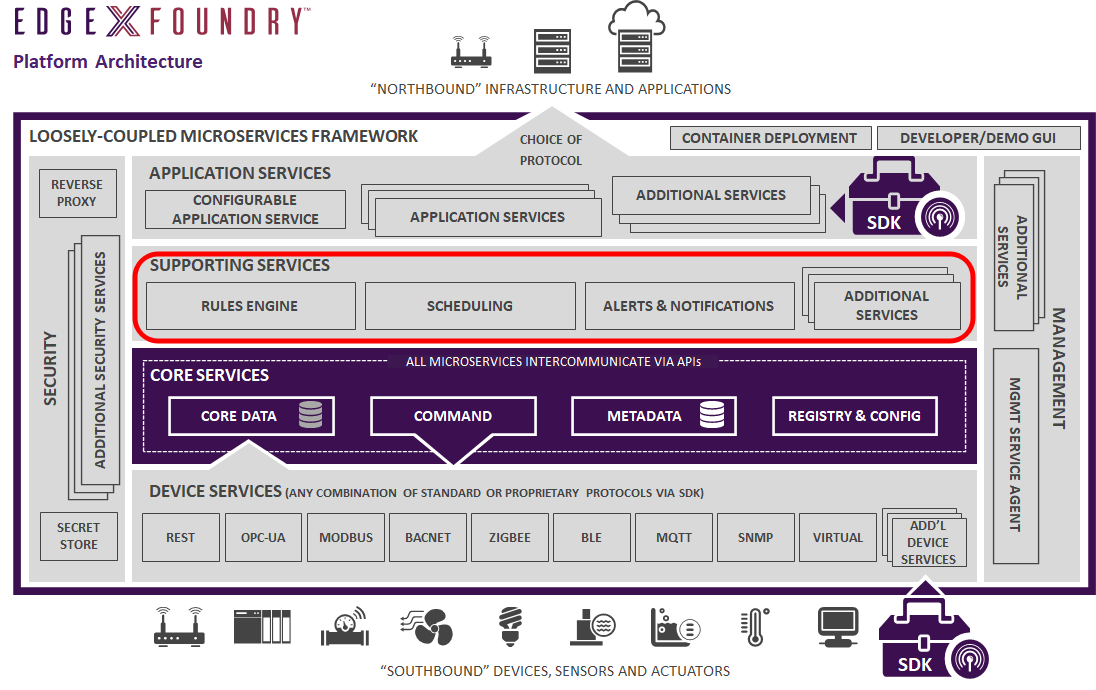 EDGE X FOUNDRY™
Platform Architecture
“NORTHBOUND” INFRASTRUCTURE AND APPLICATIONS
LOOSELY-COUPLED MICROSERVICES FRAMEWORK
CHOICE OF
PROTOCOL
CONTAINER DEPLOYMENT
DEVELOPER/DEMO GUI
REVERSE
PROXY
SECURITY
ADDITIONAL SECURITY SERVICES
SECRET
STORE
APPLICATION SERVICES
CONFIGURABLE
APPLICATION SERVICE
APPLICATION SERVICES
ADDITIONAL SERVICES
SDK
SUPPORTING SERVICES
RULES ENGINE
SCHEDULING
ALERTS & NOTIFICATIONS
ADDITIONAL
SERVICES
ALL MICROSERVICES INTERCOMMUNICATE VIA APIs
CORE SERVICES
CORE DATA
COMMAND
METADATA
REGISTRY & CONFIG
DEVICE SERVICES (ANY COMBINATION OF STANDARD OR PROPRIETARY PROTOCOLS VIA SDK)
REST
OPC-UA
MODBUS
BACNET
ZIGBEE
BLE
MQTT
SNMP
VIRTUAL
ADD’L
DEVICE
SERVICES
ADDITIONAL
SERVICES
MANAGEMENT
MGMT SERVICE AGENT
“SOUTHBOUND” DEVICES, SENSORS AND ACTUATORS
SDK